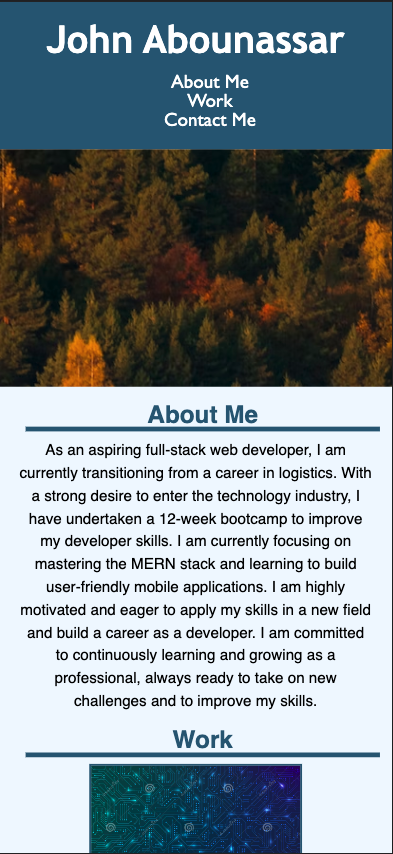 John Abounassar
About Me
Work
Contact Me
About Me
As an aspiring full-stack web developer, I am
currently transitioning from a career in logistics. With
a strong desire to enter the technology industry, I
have undertaken a 12-week bootcamp to improve
my developer skills. I am currently focusing on
mastering the MERN stack and learning to build
user-friendly mobile applications. I am highly
motivated and eager to apply my skills in a new field
and build a career as a developer. I am committed
to continuously learning and growing as a
professional, always ready to take on new
challenges and to improve my skills.
Work